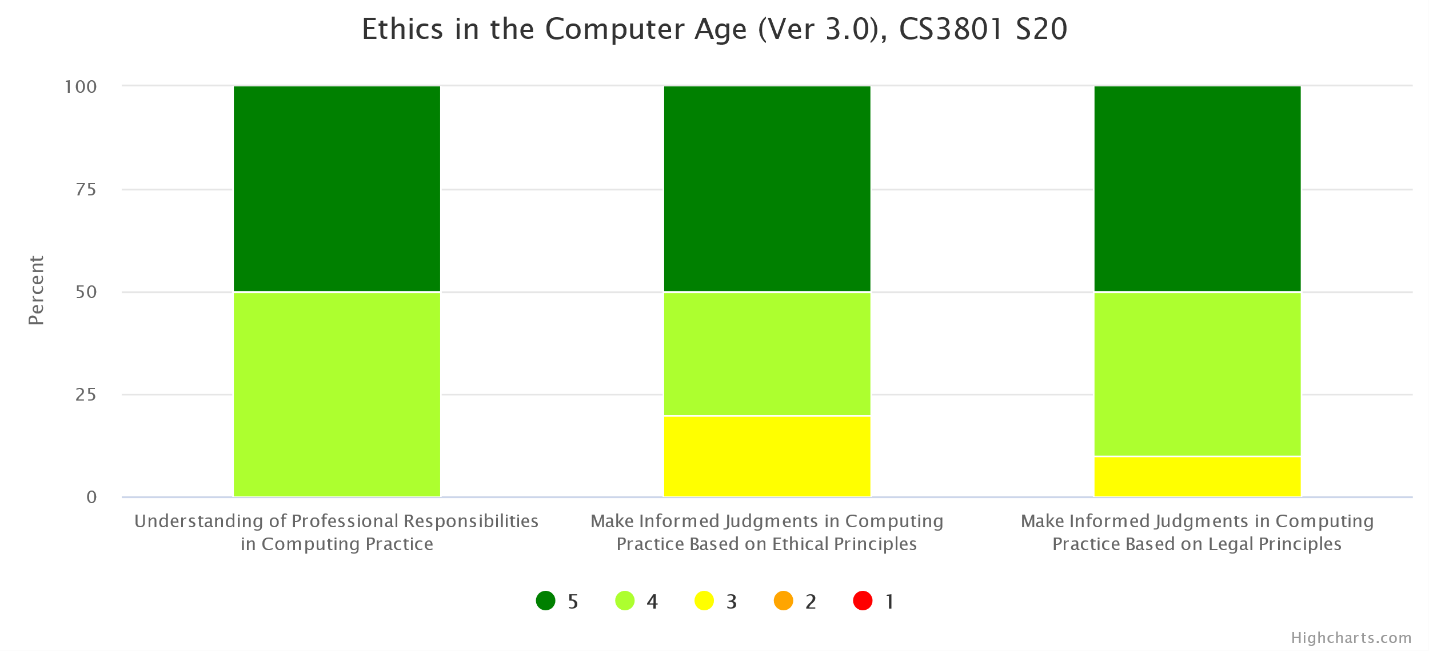 Ethics in the Computer Age (Ver 3.0), CS3801 S20
Percent
100
75
50
25
0
Understanding of Professional Responsibilities
in Computing Practice
Make Informed Judgments in Computing
Practice Based on Ethical Principles
Make Informed Judgments in Computing
Practice Based on Legal Principles
5 4 3 2 1
Highcharts.com